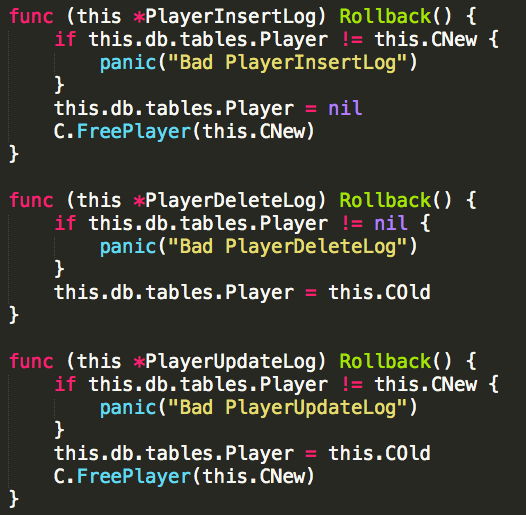 func (this *PlayerInsertLog) Rollback() {
    if this.db.tables.Player != this.CNew {
        panic("Bad PlayerInsertLog")
    }
    this.db.tables.Player = nil
    C.FreePlayer(this.CNew)
}

func (this *PlayerDeleteLog) Rollback() {
    if this.db.tables.Player != nil {
        panic("Bad PlayerDeleteLog")
    }
    this.db.tables.Player = this.COld
}

func (this *PlayerUpdateLog) Rollback() {
    if this.db.tables.Player != this.CNew {
        panic("Bad PlayerUpdateLog")
    }
    this.db.tables.Player = this.COld
    C.FreePlayer(this.CNew)
}